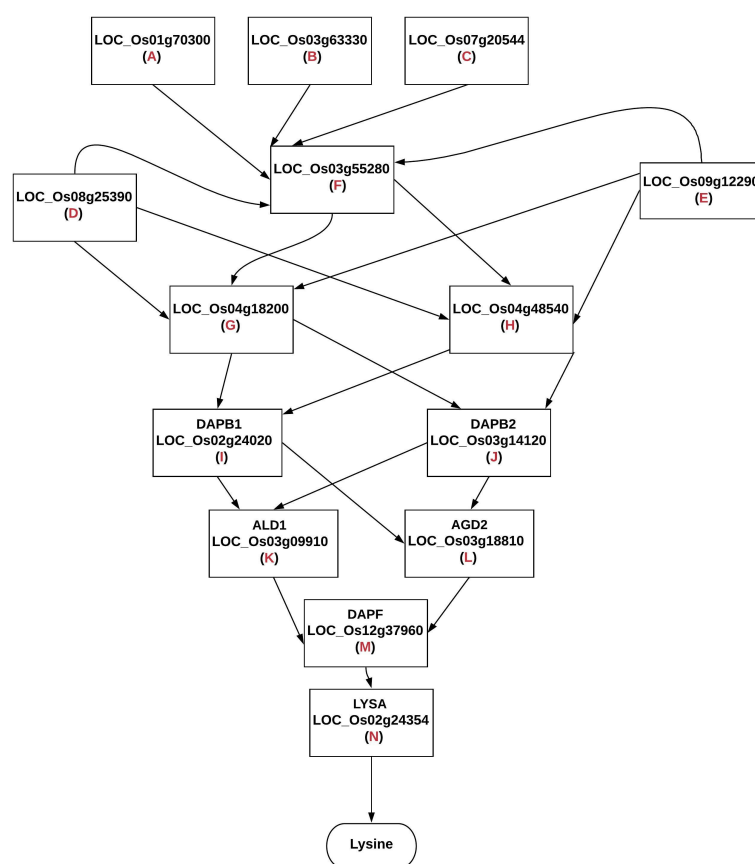 LOC_Os01g70300
(A)
LOC_Os03g63330
(B)
LOC_Os07g20544
(C)
LOC_Os03g55280
(F)
LOC_Os08g25390
(D)
LOC_Os09g12290
(E)
LOC_Os04g18200
(G)
LOC_Os04g48540
(H)
DAPB1
LOC_Os02g24020
(I)
DAPB2
LOC_Os03g14120
(J)
ALD1
LOC_Os03g09910
(K)
AGD2
LOC_Os03g18810
(L)
DAPF
LOC_Os12g37960
(M)
LYSA
LOC_Os02g24354
(N)
Lysine